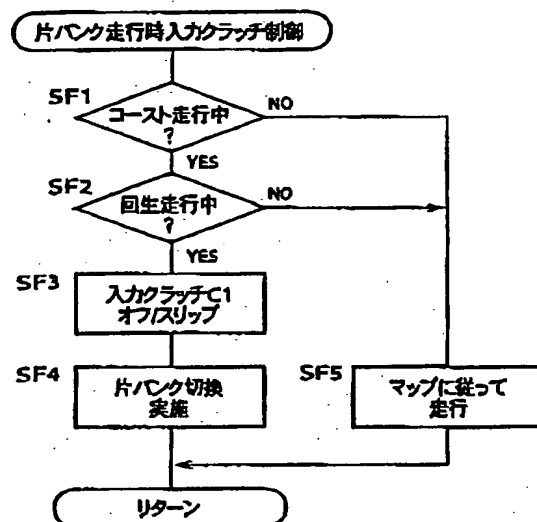 片バンク走行時入力クラッチ制御
SF1
コースト走行中
?
NO
YES
SF2
回生走行中
?
NO
YES
SF3
入力クラッチC1
オフ/スリップ
SF4
片バンク切換
実施
SF5
マップに従って
走行
リターン